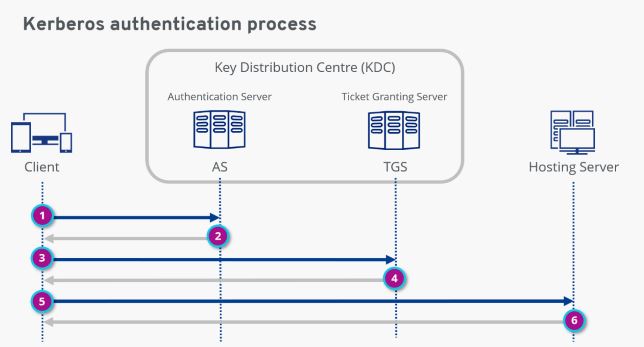 Kerberos authentication process
Key Distribution Centre (KDC)
Authentication Server
Ticket Granting Server
Client
AS
TGS
Hosting Server
1
2
3
4
5
6